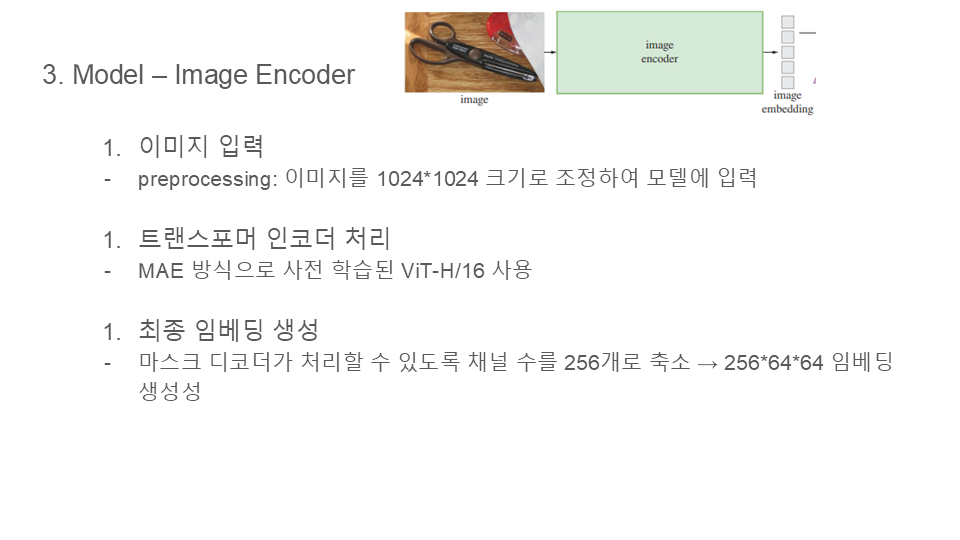 image
encoder
image
image
embedding
3. Model – Image Encoder
1. 이미지 입력
- preprocessing: 이미지를 1024*1024 크기로 조정하여 모델에 입력
1. 트랜스포머 인코더 처리
- MAE 방식으로 사전 학습된 ViT-H/16 사용
1. 최종 임베딩 생성
- 마스크 디코더가 처리할 수 있도록 채널 수를 256개로 축소 → 256*64*64 임베딩
생성성